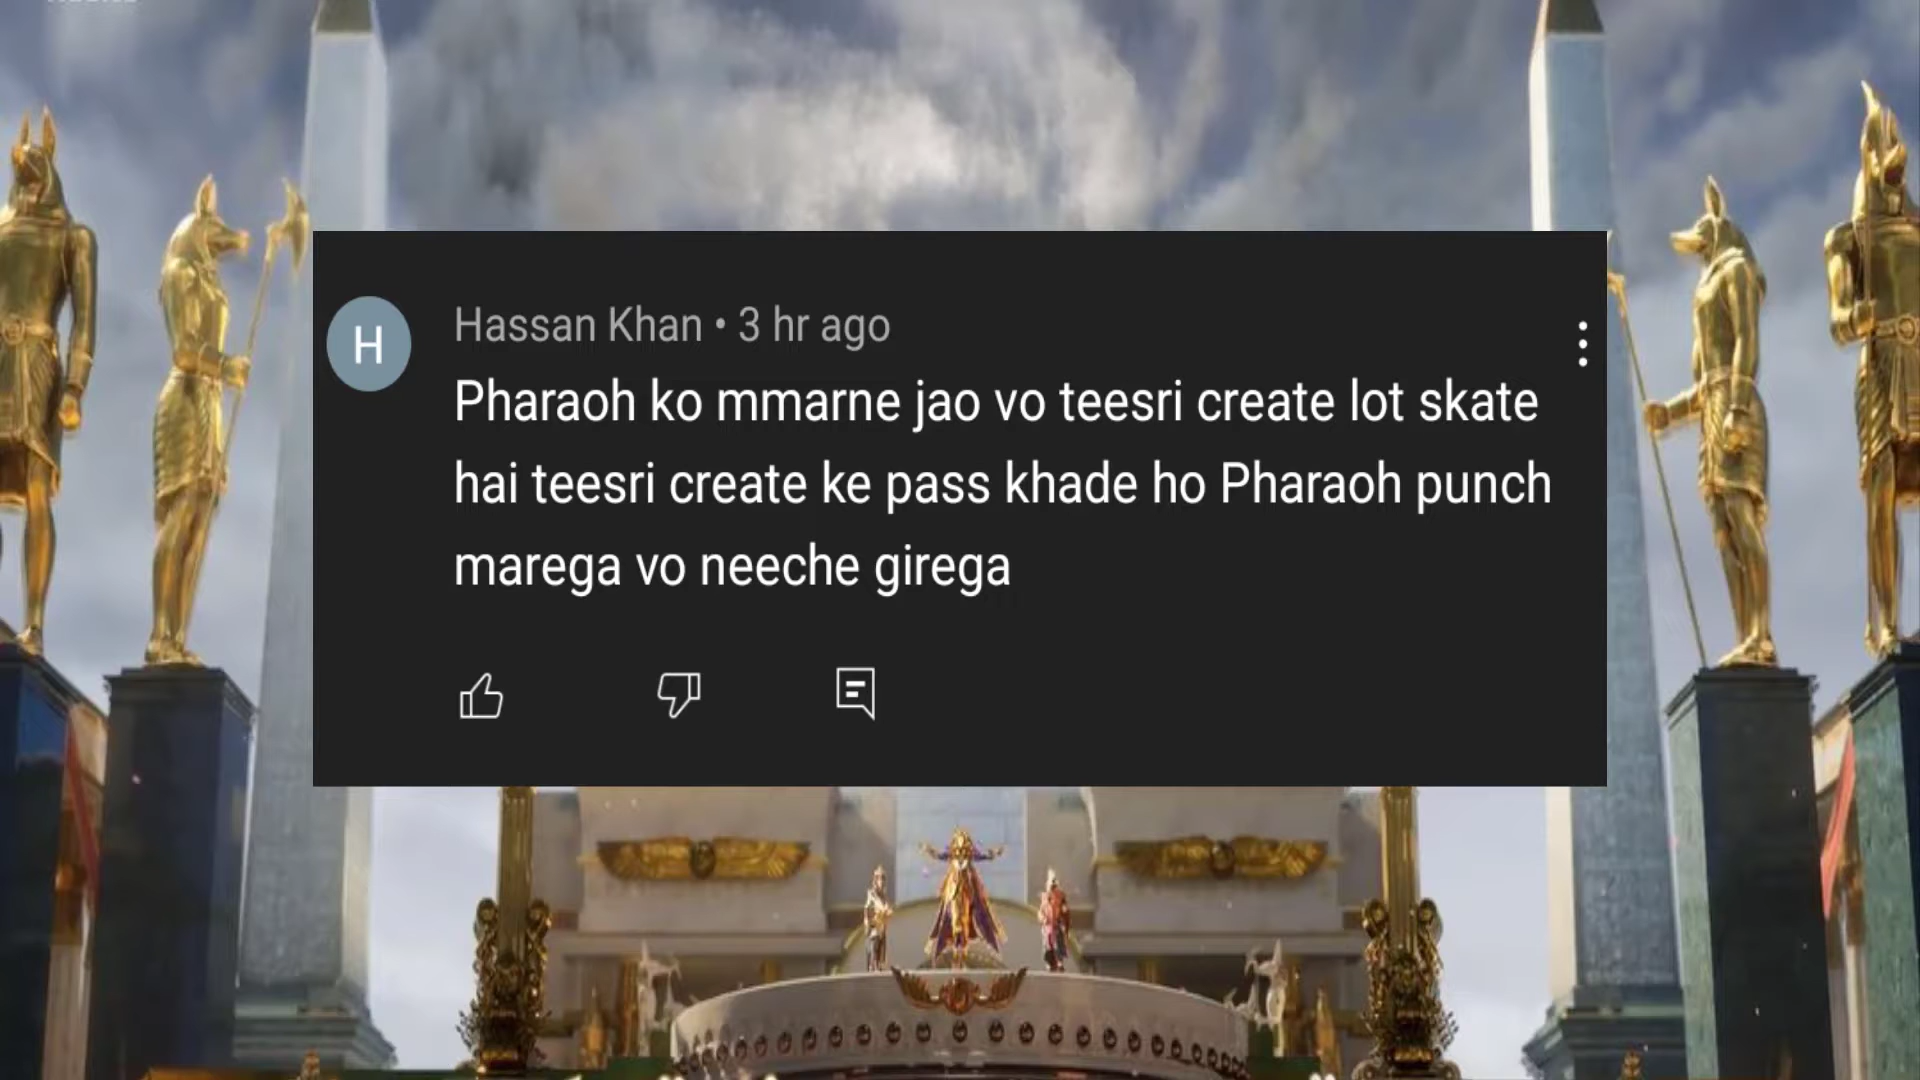 Hassan Khan • 3 hr ago
H
Pharaoh ko mmarne jao vo teesri create lot skate
hai teesri create ke pass khade ho Pharaoh punch
marega vo neeche girega